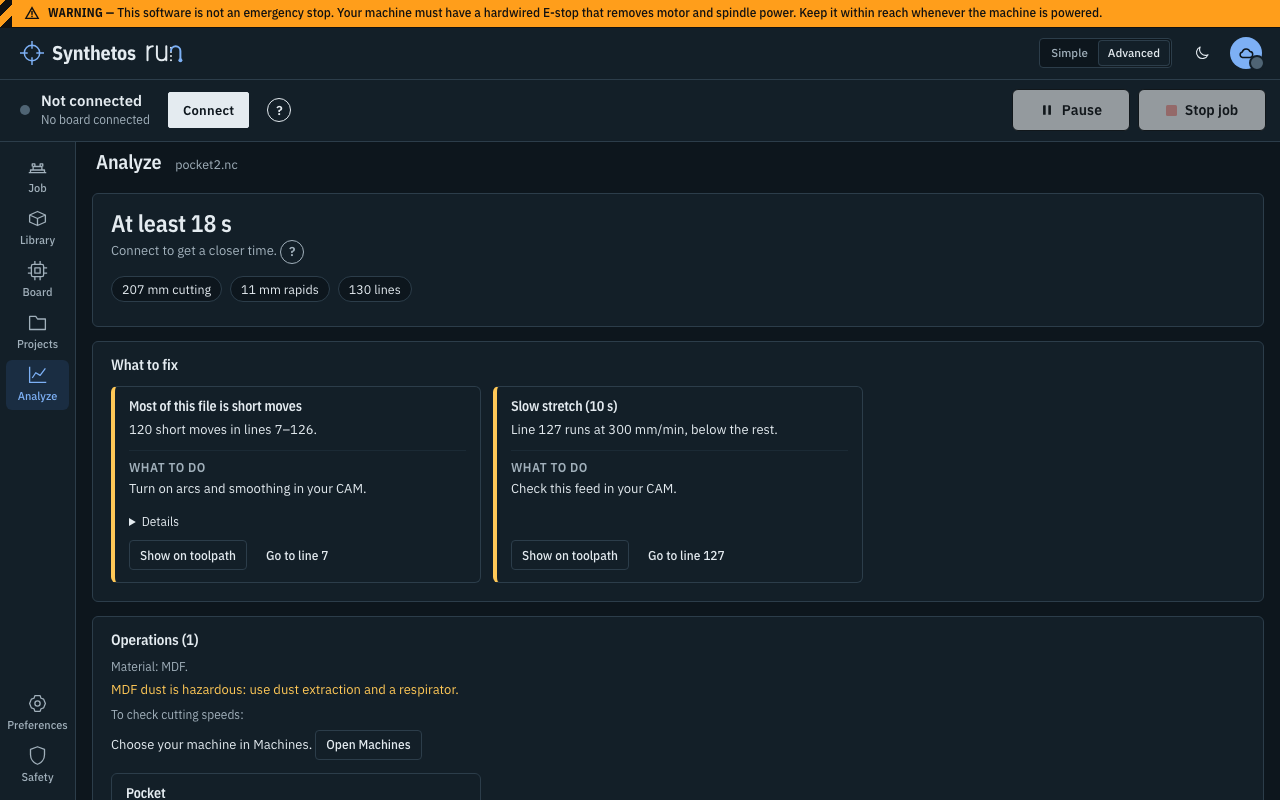 WARNING — This software is not an emergency stop. Your machine must have a hardwired E-stop that removes motor and spindle power. Keep it within reach whenever the machine is powered.
Synthetos run
Simple
Advanced
Not connected
No board connected
Connect
?
Pause
Stop job
Job
Library
Board
Projects
Analyze
Preferences
Safety
Analyze
pocket2.nc
At least 18 s
Connect to get a closer time. ?
207 mm cutting
11 mm rapids
130 lines
What to fix
Most of this file is short moves
120 short moves in lines 7–126.
WHAT TO DO
Turn on arcs and smoothing in your CAM.
Details
Show on toolpath
Go to line 7
Slow stretch (10 s)
Line 127 runs at 300 mm/min, below the rest.
WHAT TO DO
Check this feed in your CAM.
Show on toolpath
Go to line 127
Operations (1)
Material: MDF.
MDF dust is hazardous: use dust extraction and a respirator.
To check cutting speeds:
Choose your machine in Machines. Open Machines
Pocket